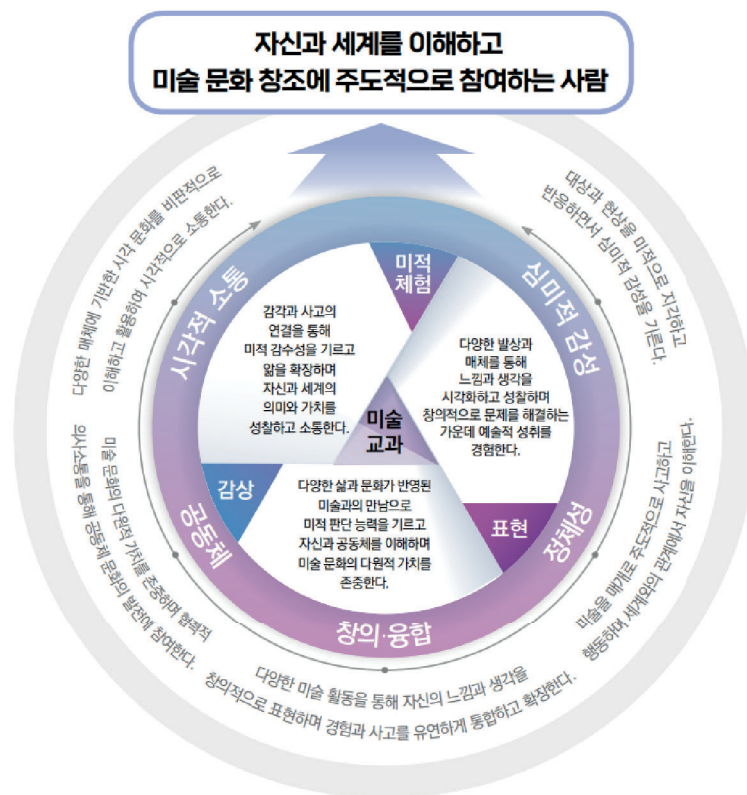 자신과 세계를 이해하고
미술 문화 창조에 주도적으로 참여하는 사람
다양한 매체에 기반한 시각 문화를 비판적으로
이해하고 활용하여 시각적으로 소통한다.
대상과 현상을 미적으로 지각하고
반응하면서 심미적 감성을 기른다.
시각적 소통
심미적 감성
미적
체험
감각과 사고의
연결을 통해
미적 감수성을 기르고
앎을 확장하며
자신과 세계의
의미와 가치를
성찰하고 소통한다.
다양한 발상과
매체를 통해
느낌과 생각을
시각화하고 성찰하며
창의적으로 문제를 해결하는
가운데 예술적 성취를
경험한다.
미술
교과
감상
다양한 삶과 문화가 반영된
미술과의 만남으로
미적 판단 능력을 기르고
자신과 공동체를 이해하며
미술 문화의 다원적 가치를
존중한다.
표현
공동체
정체성
창의·융합
미술 문화의 다원적 가치를 존중하며 협력적
의사소통을 통해 공동체 문화의 발전에 참여한다.
미술을 매개로 주도적으로 사고하고
행동하며, 세계와의 관계에서 자신을 이해한다.
다양한 미술 활동을 통해 자신의 느낌과 생각을
창의적으로 표현하며 경험과 사고를 유연하게 통합하고 확장한다.